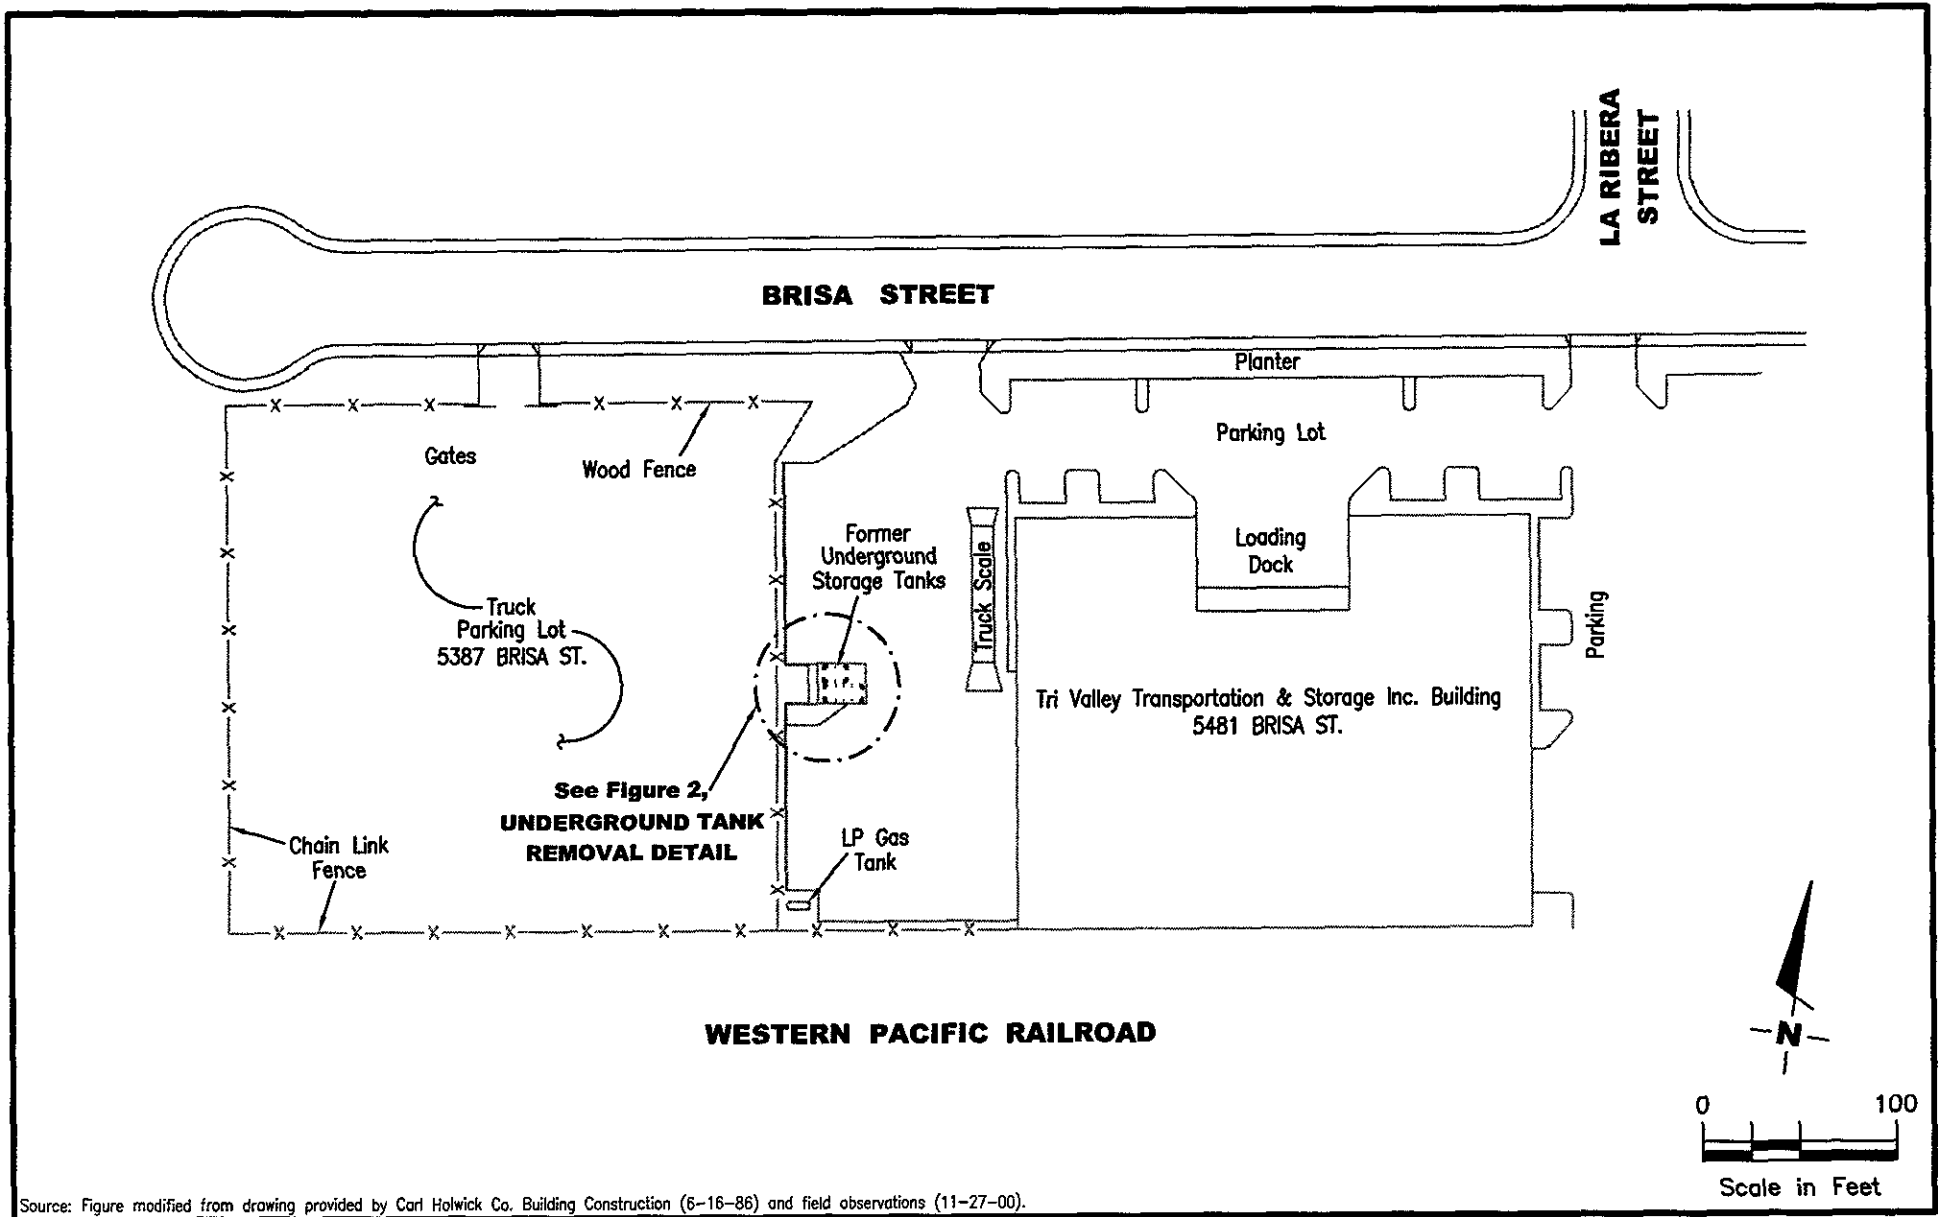 LA RIBERA
STREET
BRISA STREET
Planter
Parking Lot
Gates
Wood Fence
Former
Underground
Storage Tanks
Truck Scale
Loading
Dock
Parking
Truck
Parking Lot
5387 BRISA ST.
Tri Valley Transportation & Storage Inc. Building
5481 BRISA ST.
See Figure 2,
UNDERGROUND TANK
REMOVAL DETAIL
Chain Link
Fence
LP Gas
Tank
WESTERN PACIFIC RAILROAD
N
0 100
Scale in Feet
Source: Figure modified from drawing provided by Carl Holwick Co. Building Construction (6-16-86) and field observations (11-27-00).